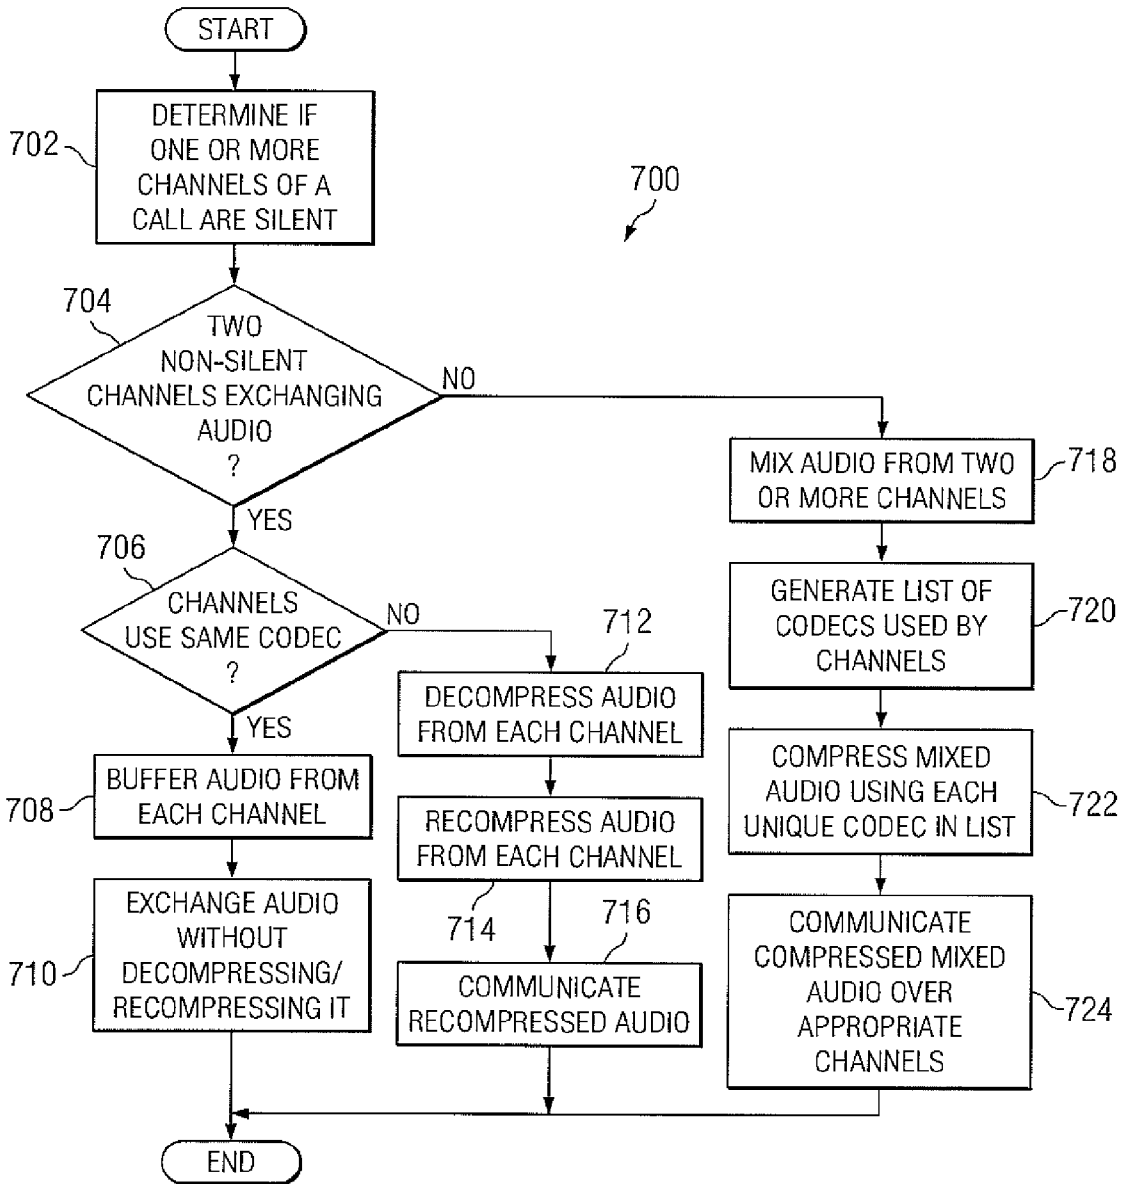 START
702
DETERMINE IF
ONE OR MORE
CHANNELS OF A
CALL ARE SILENT
700
704
TWO
NON-SILENT
CHANNELS EXCHANGING
AUDIO
?
NO
YES
706
CHANNELS
USE SAME CODEC
?
NO
YES
708
BUFFER AUDIO FROM
EACH CHANNEL
710
EXCHANGE AUDIO
WITHOUT
DECOMPRESSING/
RECOMPRESSING IT
712
DECOMPRESS AUDIO
FROM EACH CHANNEL
RECOMPRESS AUDIO
FROM EACH CHANNEL
714
716
COMMUNICATE
RECOMPRESSED AUDIO
MIX AUDIO FROM TWO
OR MORE CHANNELS
718
GENERATE LIST OF
CODECS USED BY
CHANNELS
720
COMPRESS MIXED
AUDIO USING EACH
UNIQUE CODEC IN LIST
722
COMMUNICATE
COMPRESSED MIXED
AUDIO OVER
APPROPRIATE
CHANNELS
724
END